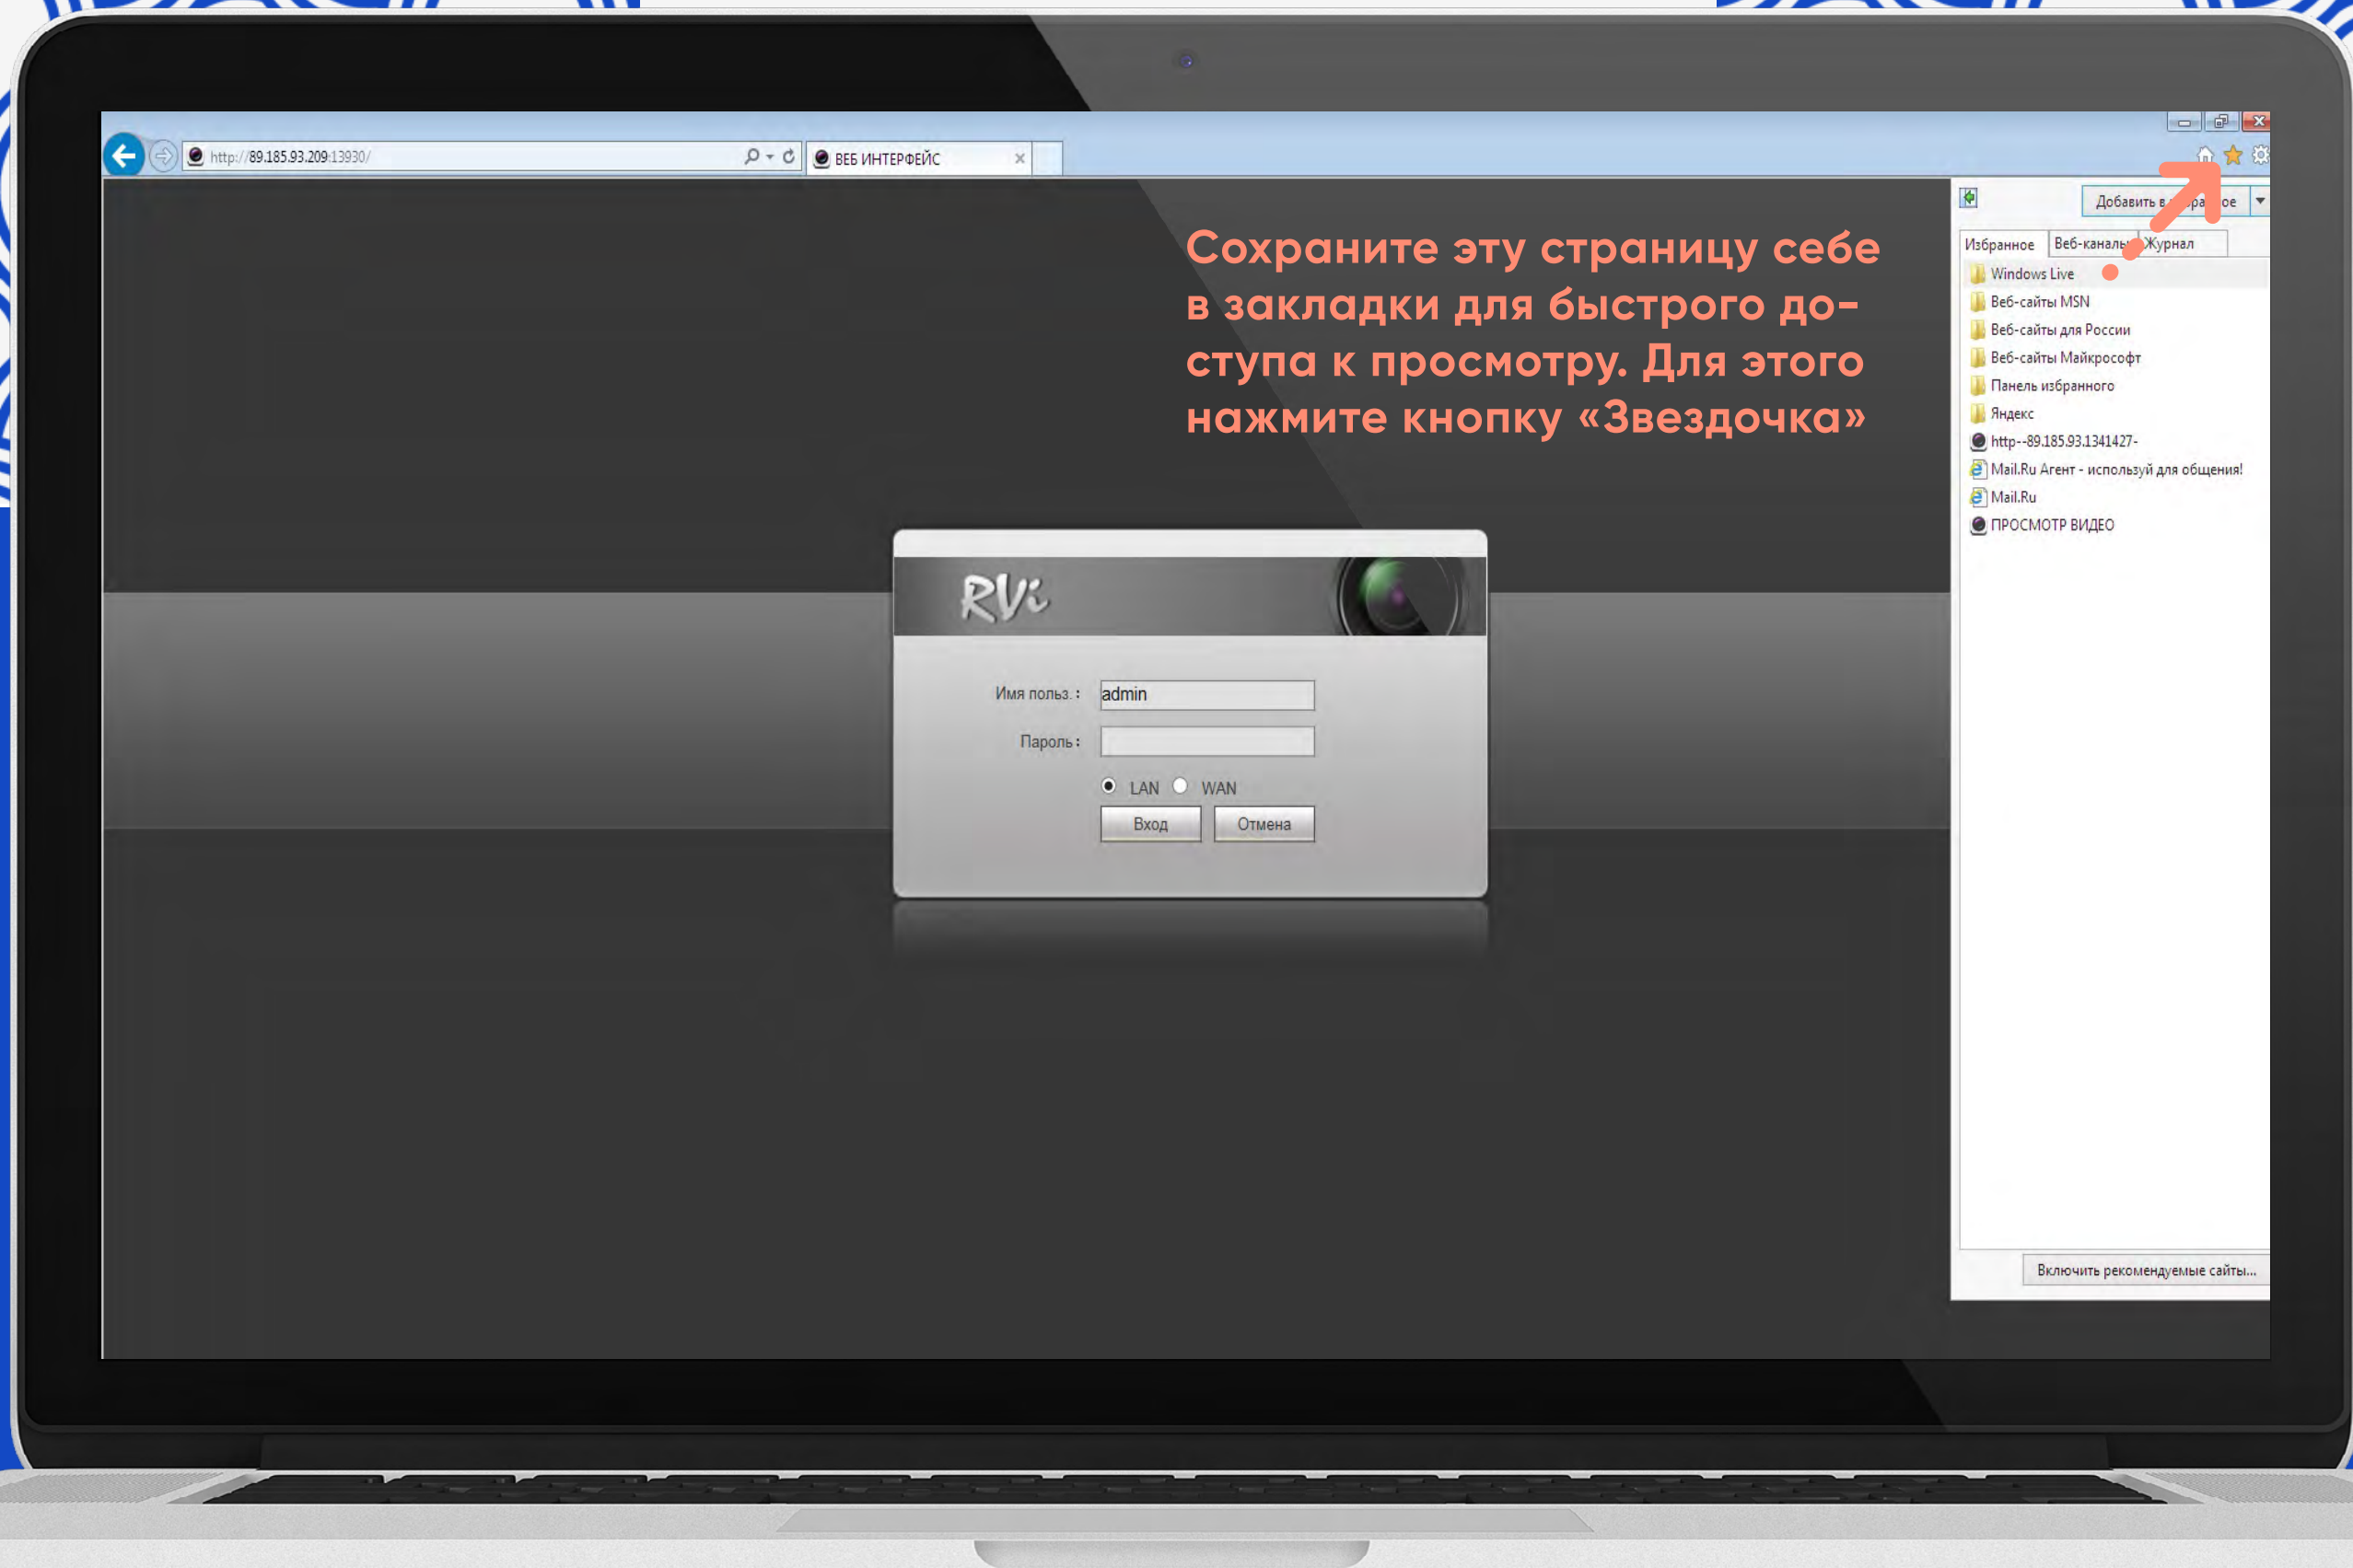 http://89.185.93.209:13930/
ВЕБ ИНТЕРФЕЙС
Добавить в
Избранное
Веб-каналы
Журнал
Сохраните эту страницу себе
в закладки для быстрого до-
ступа к просмотру. Для этого
нажмите кнопку «Звездочка»
Windows Live
Веб-сайты MSN
Веб-сайты для России
Веб-сайты Майкрософт
Панель избранного
Яндекс
http--89.185.93.1341427-
Mail.Ru Агент - используй для общения!
Mail.Ru
ПРОСМОТР ВИДЕО
RVi
Имя польз.: admin
Пароль:
LAN WAN
Вход Отмена
Включить рекомендуемые сайты...